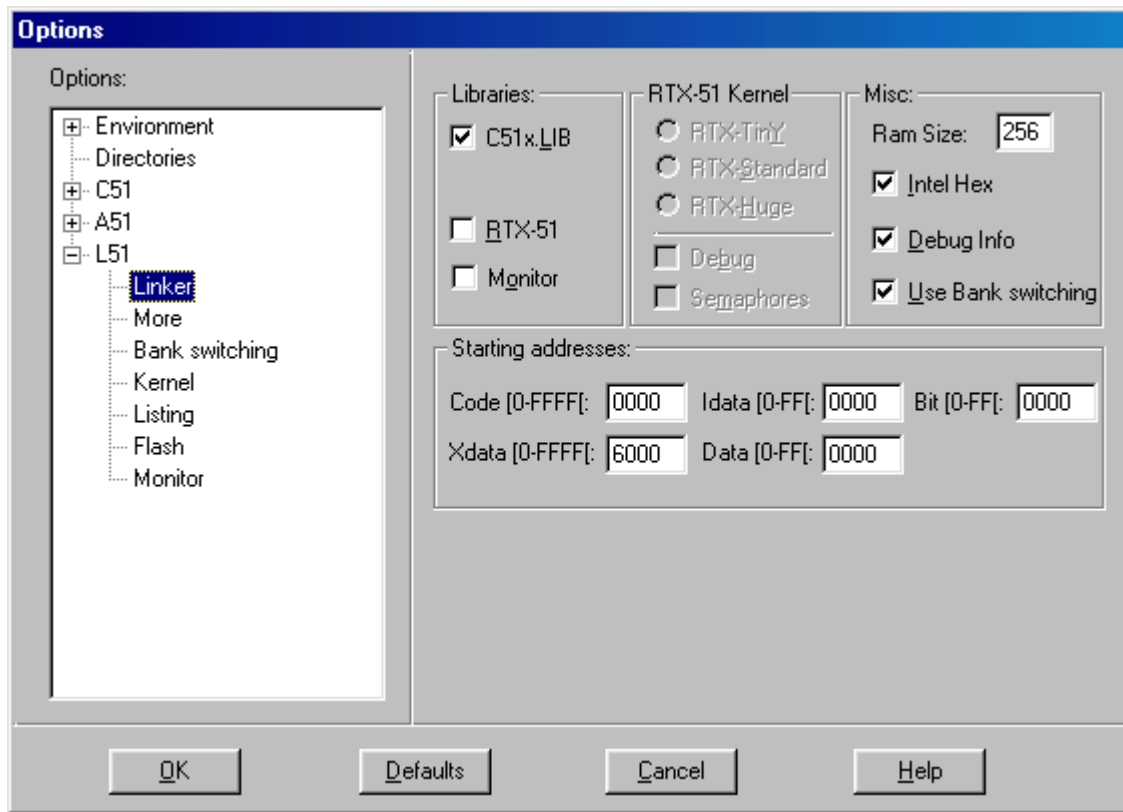 Options
Options:
Environment
Directories
C51
A51
L51
Linker
More
Bank switching
Kernel
Listing
Flash
Monitor
Libraries:
C51x.LIB
RTX-51
Monitor
RTX-51 Kernel
RTX-TinY
RTX-Standard
RTX-Huge
Debug
Semaphores
Misc:
Ram Size: 256
Intel Hex
Debug Info
Use Bank switching
Starting addresses:
Code [0-FFFF[: 0000 Idata [0-FF[: 0000 Bit [0-FF[: 0000
Xdata [0-FFFF[: 6000 Data [0-FF[: 0000
OK Defaults Cancel Help